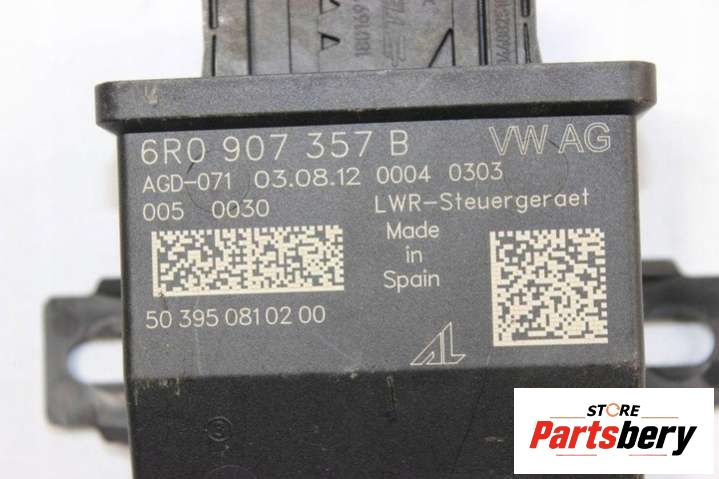 6R0 907 357 B VW AG
AGD-071 03.08.12 0004 0303
005 0030 LWR-Steuergeraet
Made
in
Spain
50 395 081 02 00
AL
STORE
Partsbery